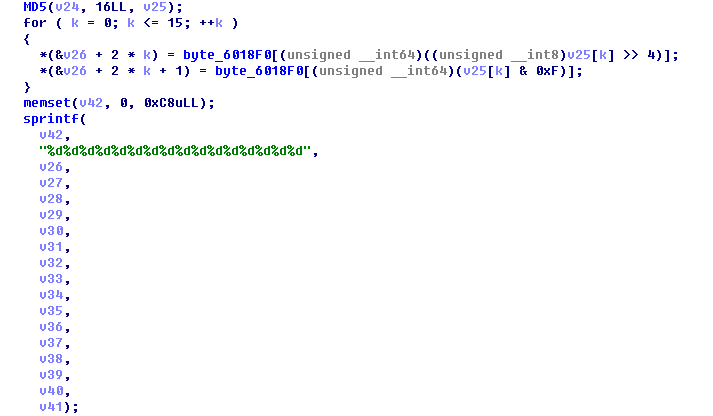 MD5(v24, 16LL, v25);
for ( k = 0; k <= 15; ++k )
{
*(&v26 + 2 * k) = byte_6018F0[(unsigned __int64)((unsigned __int8)v25[k] >> 4)];
*(&v26 + 2 * k + 1) = byte_6018F0[(unsigned __int64)(v25[k] & 0xF)];
}
memset(v42, 0, 0xC8uLL);
sprintf(
v42,
"%d%d%d%d%d%d%d%d%d%d%d%d%d%d%d%d",
v26,
v27,
v28,
v29,
v30,
v31,
v32,
v33,
v34,
v35,
v36,
v37,
v38,
v39,
v40,
v41);